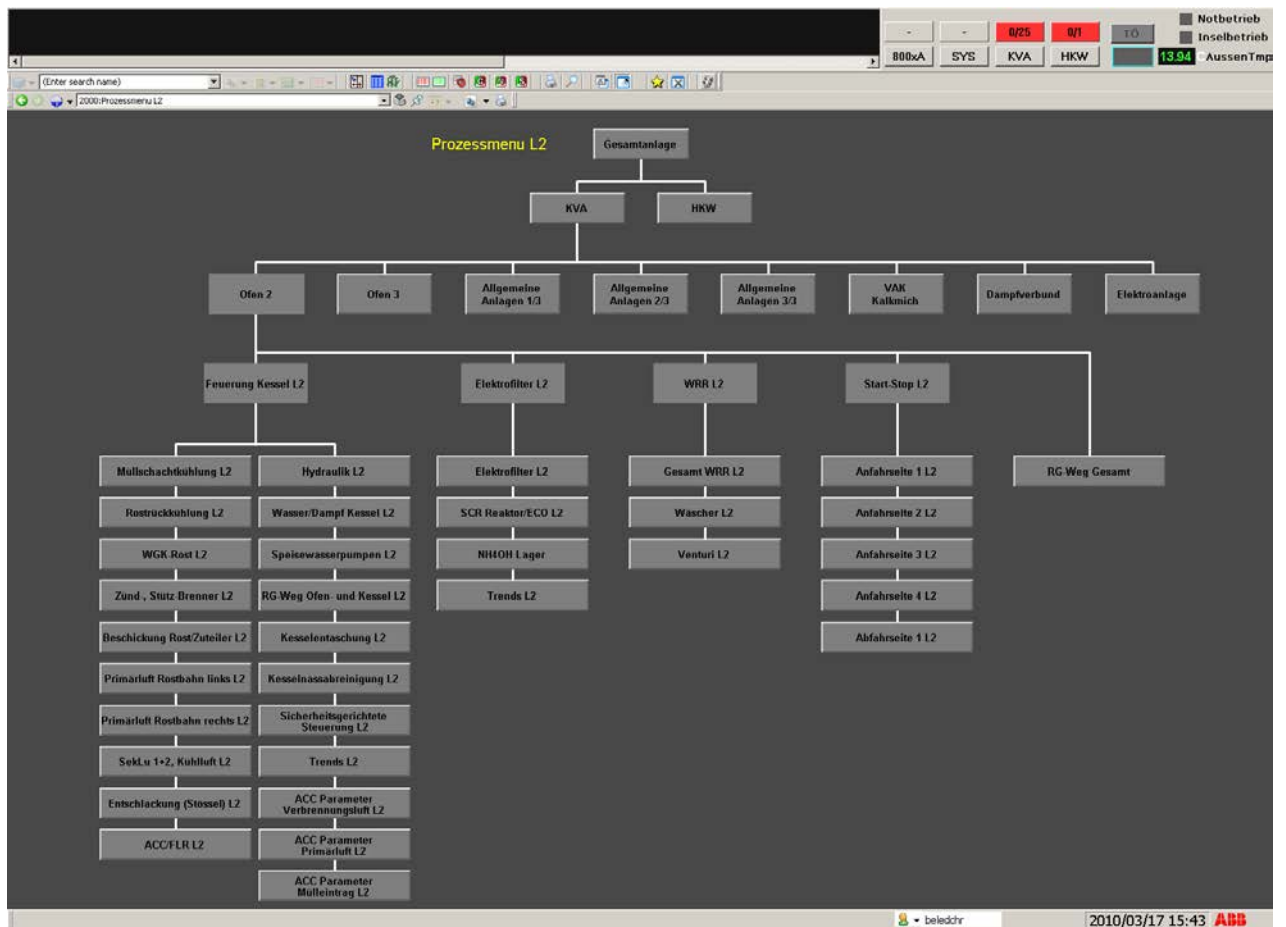 Notbetrieb
- - 0/25 0/1 TÖ
Inselbetrieb
800xA SYS KVA HKW 13.94 AussenTmp
(Enter search name)
2000:Prozessmenu L2
Prozessmenu L2
Gesamtanlage
KVA HKW
Ofen 2
Ofen 3
Allgemeine
Anlagen 1/3
Allgemeine
Anlagen 2/3
Allgemeine
Anlagen 3/3
VAK
Kalkmich
Dampfverbund
Elektroanlage
Feuerung Kessel L2
Elektrofilter L2
WRR L2
Start-Stop L2
Müllschachtkühlung L2
Rostrückkühlung L2
WGK-Rost L2
Zünd-, Stütz Brenner L2
Beschickung Rost/Zuteiler L2
Primärluft Rostbahn links L2
Primärluft Rostbahn rechts L2
SekLu 1+2, Kühlluft L2
Entschlackung (Stössel) L2
ACC/FLR L2
Hydraulik L2
Wasser/Dampf Kessel L2
Speisewasserpumpen L2
RG-Weg Ofen- und Kessel L2
Kesselentaschung L2
Kesselnassabreinigung L2
Sicherheitsgerichtete
Steuerung L2
Trends L2
ACC Parameter
Verbrennungsluft L2
ACC Parameter
Primärluft L2
ACC Parameter
Mülleintrag L2
Elektrofilter L2
SCR Reaktor/ECO L2
NH4OH Lager
Trends L2
Gesamt WRR L2
Wäscher L2
Venturi L2
Anfahrseite 1 L2
Anfahrseite 2 L2
Anfahrseite 3 L2
Anfahrseite 4 L2
Abfahrseite 1 L2
RG-Weg Gesamt
beledchr
2010/03/17 15:43 ABB